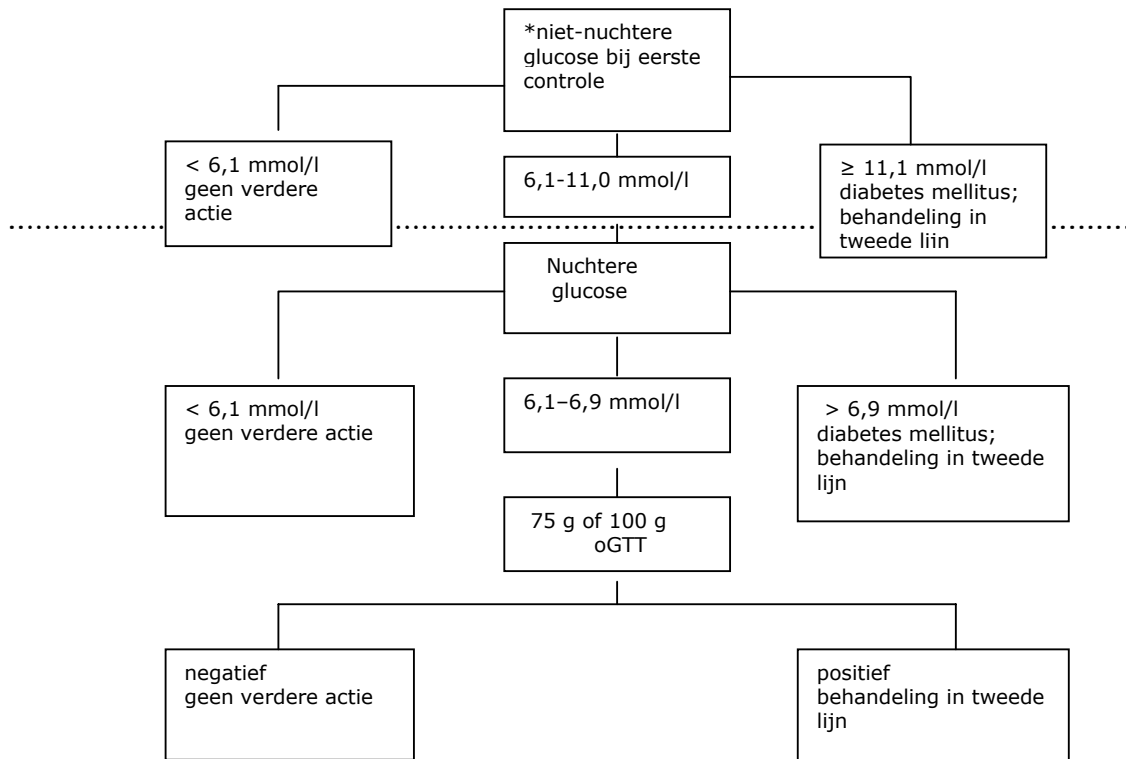 *niet-nuchtere
glucose bij eerste
controle
< 6,1 mmol/l
geen verdere
actie
6,1-11,0 mmol/l
≥ 11,1 mmol/l
diabetes mellitus;
behandeling in
tweede lijn
Nuchtere
glucose
< 6,1 mmol/l
geen verdere actie
6,1–6,9 mmol/l
> 6,9 mmol/l
diabetes mellitus;
behandeling in tweede
lijn
75 g of 100 g
oGTT
negatief
geen verdere actie
positief
behandeling in tweede
lijn